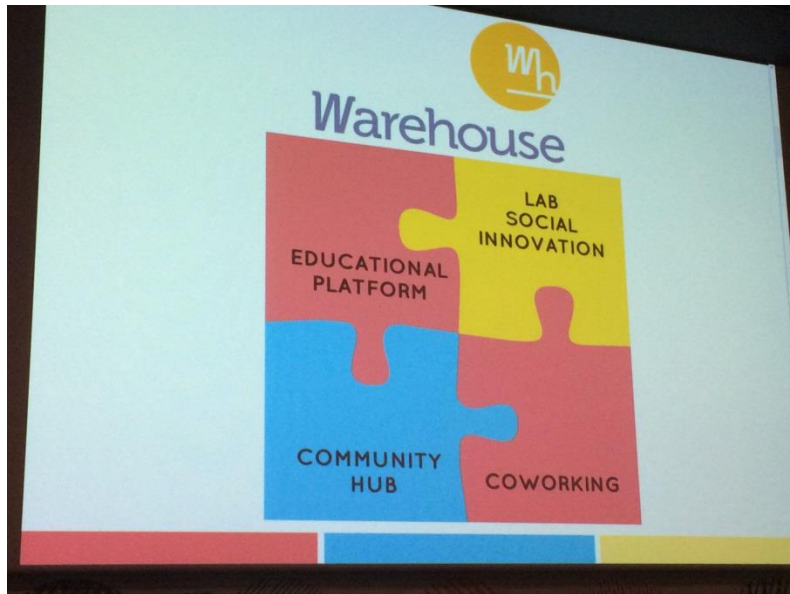 Wh
Warehouse
LAB
SOCIAL
INNOVATION
EDUCATIONAL
PLATFORM
COMMUNITY
HUB
COWORKING